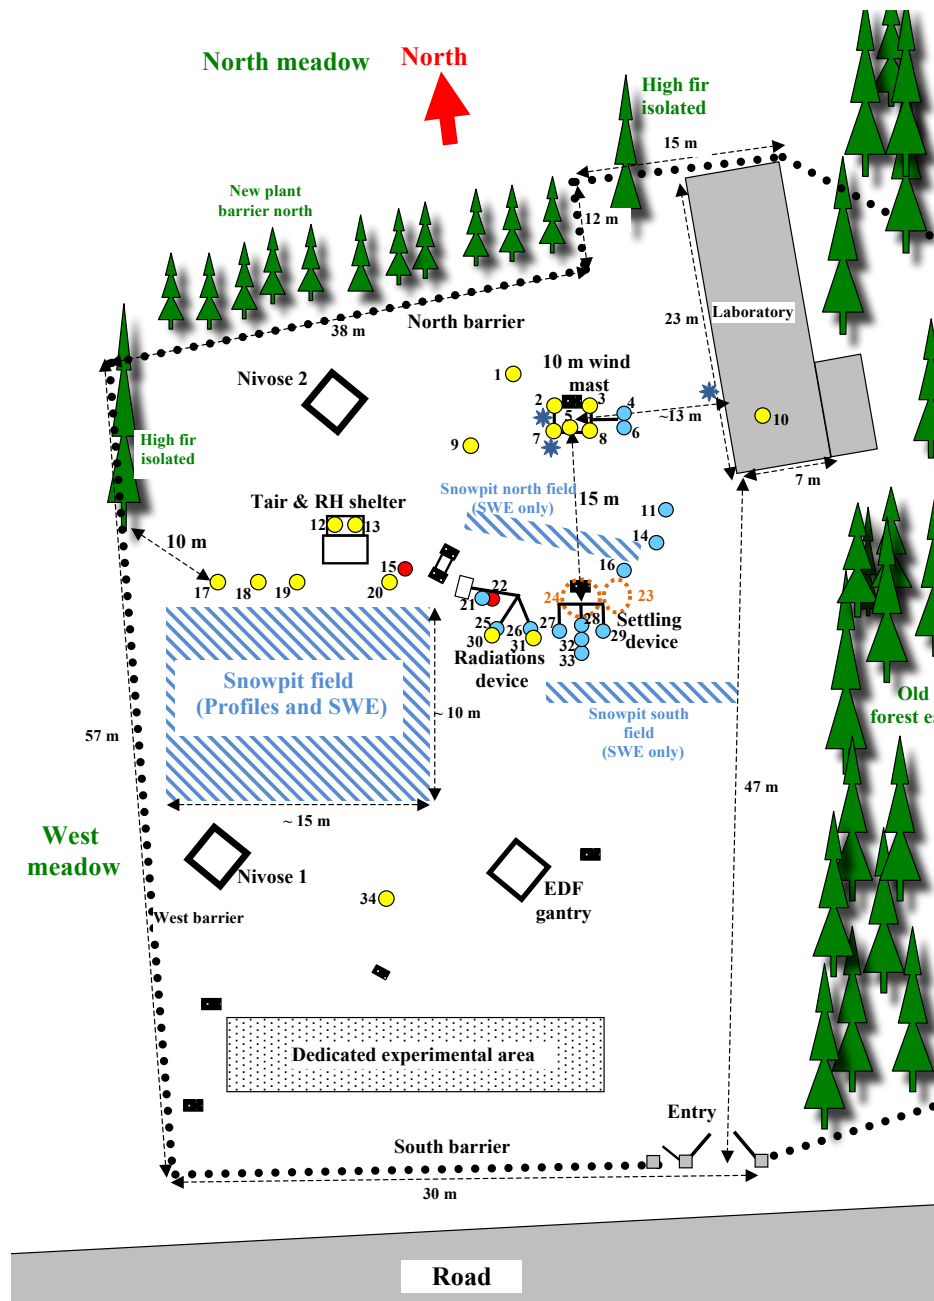 North meadow
North
High fir
isolated
15 m
New plant
barrier north
12 m
38 m
North barrier
23 m
Laboratory
Nivose 2
10 m wind
mast
1
2
3
4
5
6
7
8
9
~13 m
10
7 m
High fir
isolated
Snowpit north field
(SWE only)
15 m
Tair & RH shelter
12
13
11
14
10 m
15
16
17
18
19
20
21
22
24
23
25
26
27
28
29
30
31
32
33
Settling
device
Radiations
device
Snowpit field
(Profiles and SWE)
~ 10 m
Snowpit south
field
(SWE only)
Old
forest ea
57 m
47 m
~ 15 m
West
meadow
Nivose 1
EDF
gantry
34
West barrier
Dedicated experimental area
Entry
South barrier
30 m
Road